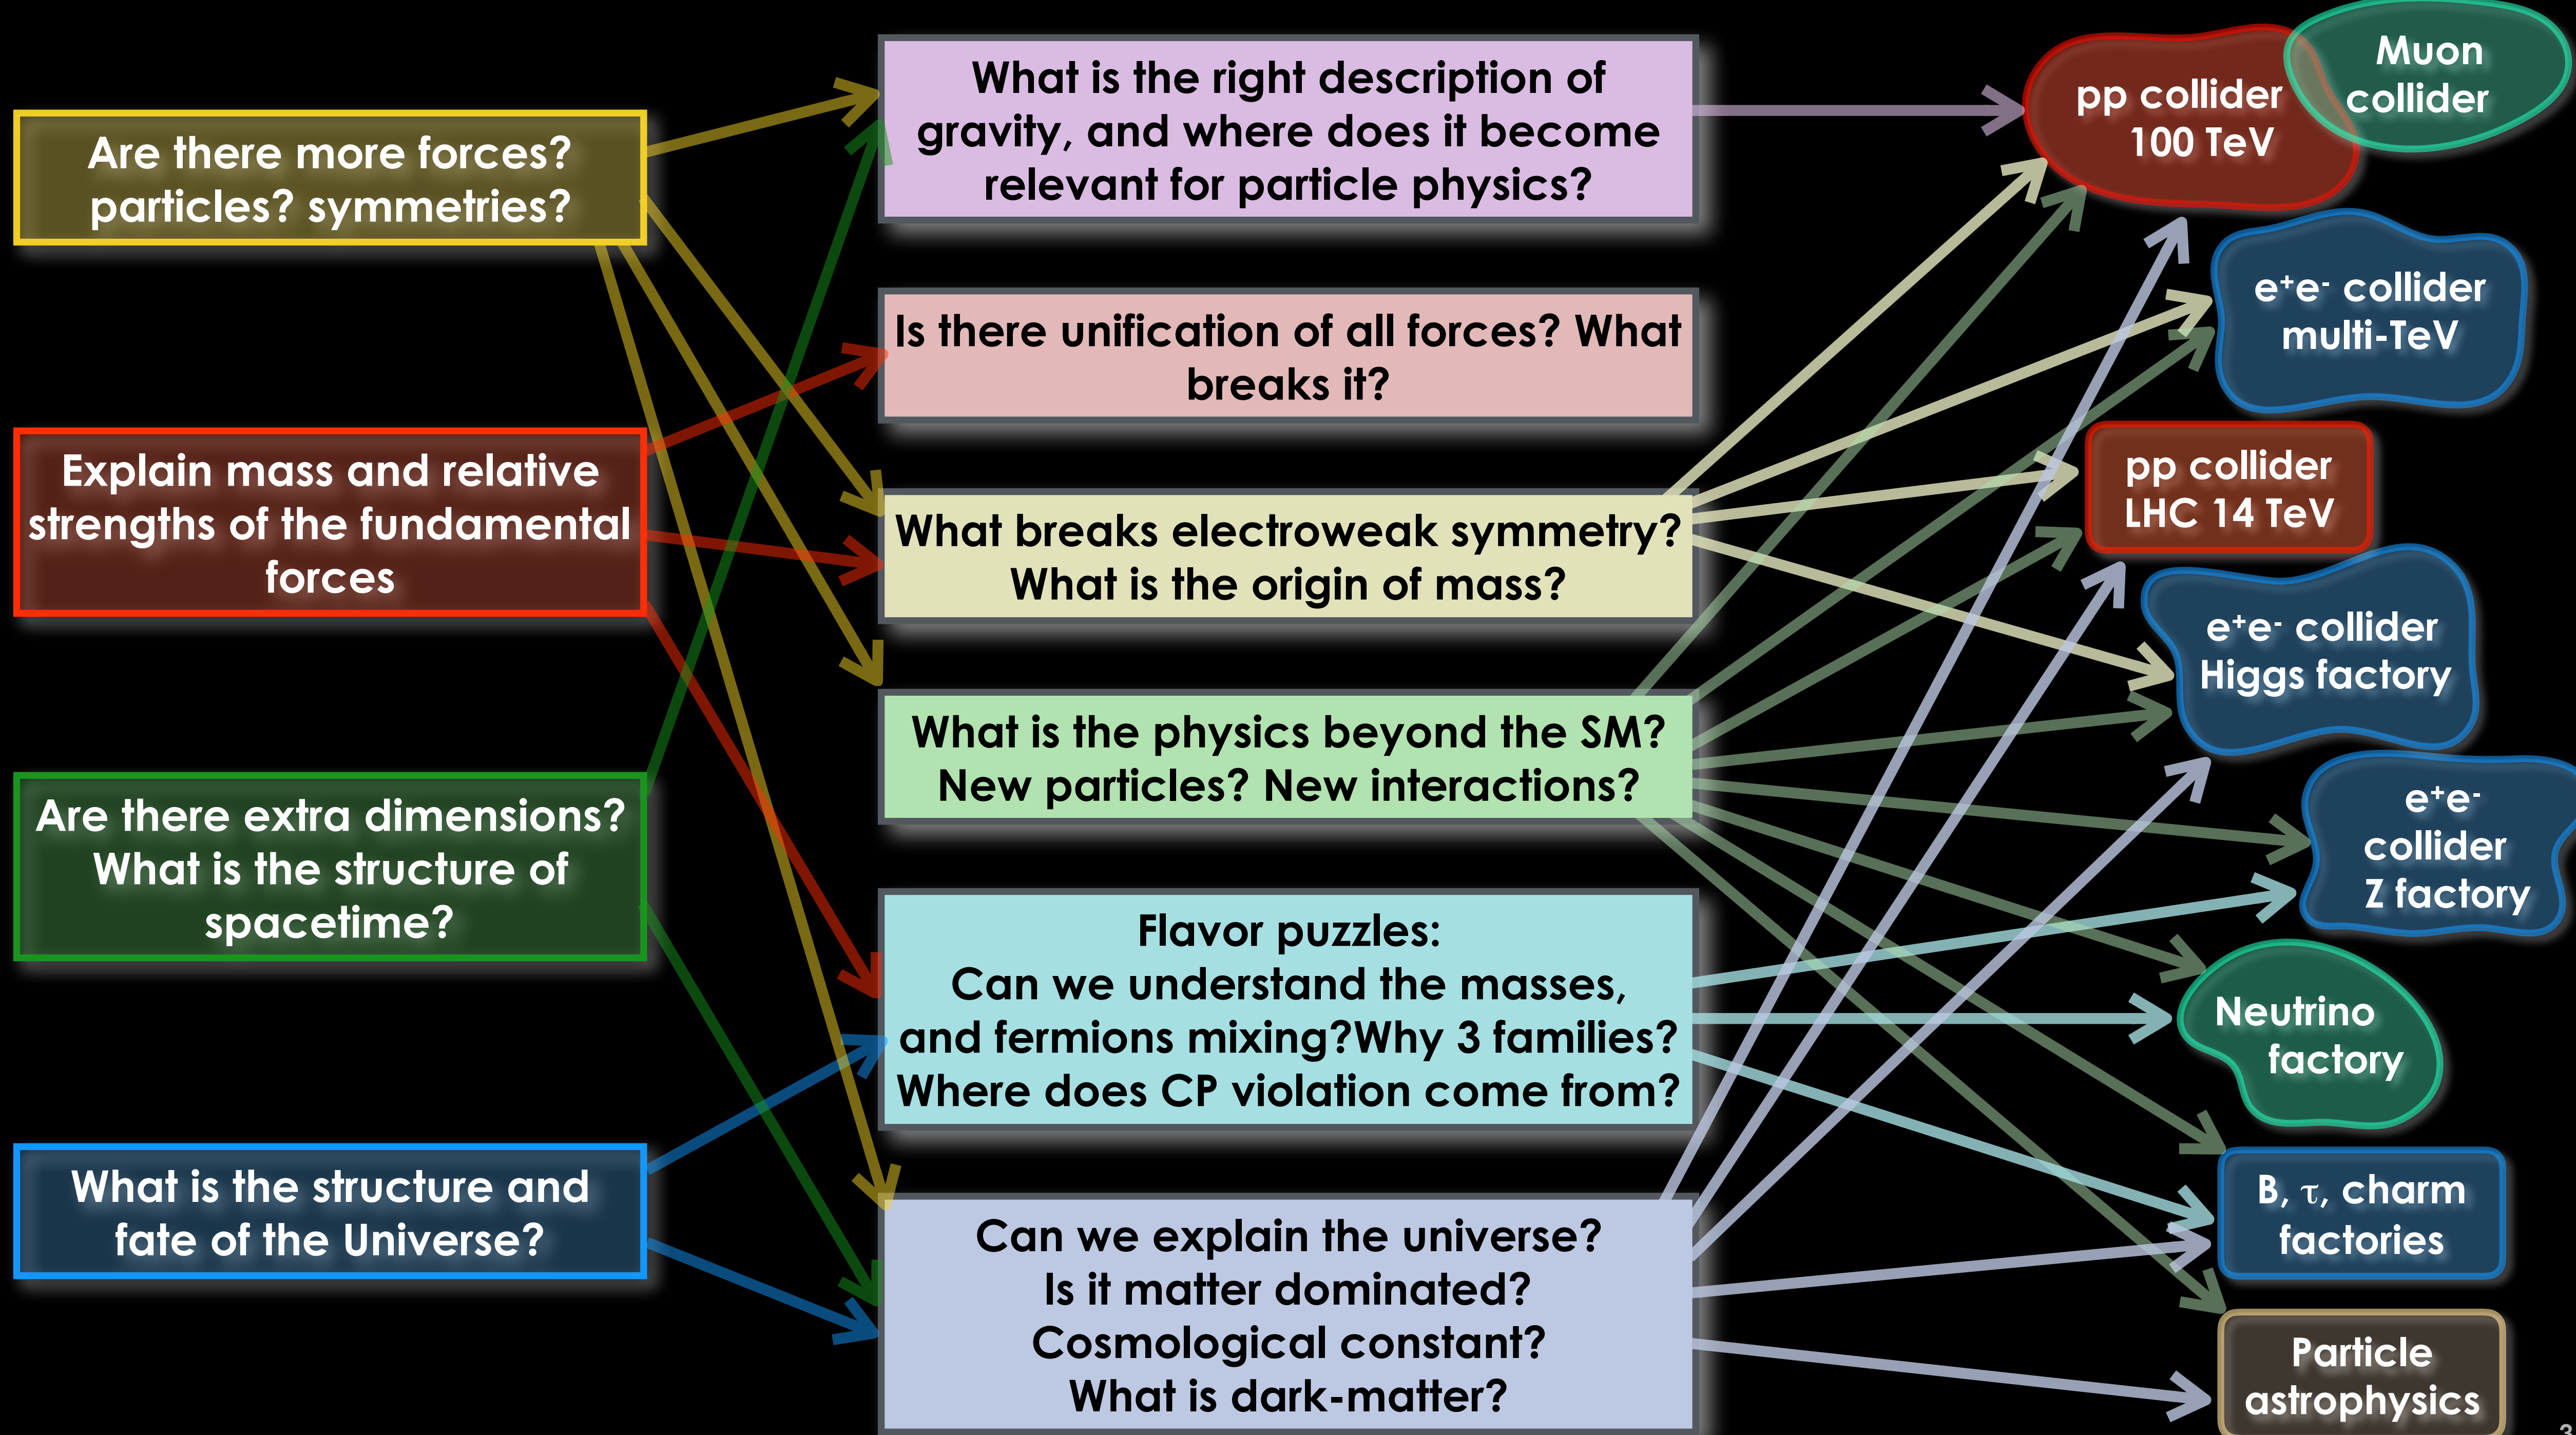 Are there more forces?
particles? symmetries?
Explain mass and relative
strengths of the fundamental
forces
Are there extra dimensions?
What is the structure of
spacetime?
What is the structure and
fate of the Universe?
What is the right description of
gravity, and where does it become
relevant for particle physics?
Is there unification of all forces? What
breaks it?
What breaks electroweak symmetry?
What is the origin of mass?
What is the physics beyond the SM?
New particles? New interactions?
Flavor puzzles:
Can we understand the masses,
and fermions mixing?Why 3 families?
Where does CP violation come from?
Can we explain the universe?
Is it matter dominated?
Cosmological constant?
What is dark-matter?
pp collider
100 TeV
Muon
collider
e⁺e⁻ collider
multi-TeV
pp collider
LHC 14 TeV
e⁺e⁻ collider
Higgs factory
e⁺e⁻
collider
Z factory
Neutrino
factory
B, τ, charm
factories
Particle
astrophysics